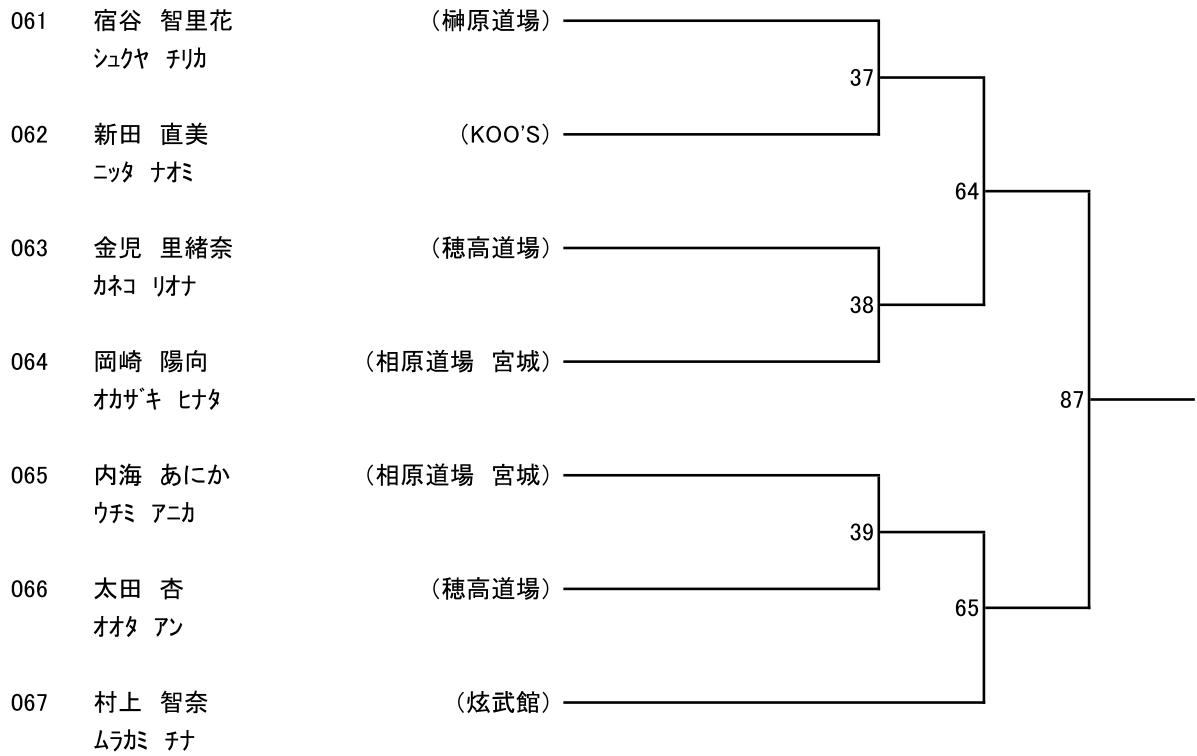 061 宿谷 智里花 (榊原道場)
シュクヤ チリカ
37
062 新田 直美 (KOO'S)
ニッタ ナオミ
64
063 金児 里緒奈 (穂高道場)
カネコ リオナ
38
064 岡崎 陽向 (相原道場 宮城)
オカザキ ヒナタ
87
065 内海 あにか (相原道場 宮城)
ウチミ アニカ
39
066 太田 杏 (穂高道場)
オオタ アン
65
067 村上 智奈 (炫武館)
ムラカミ チナ